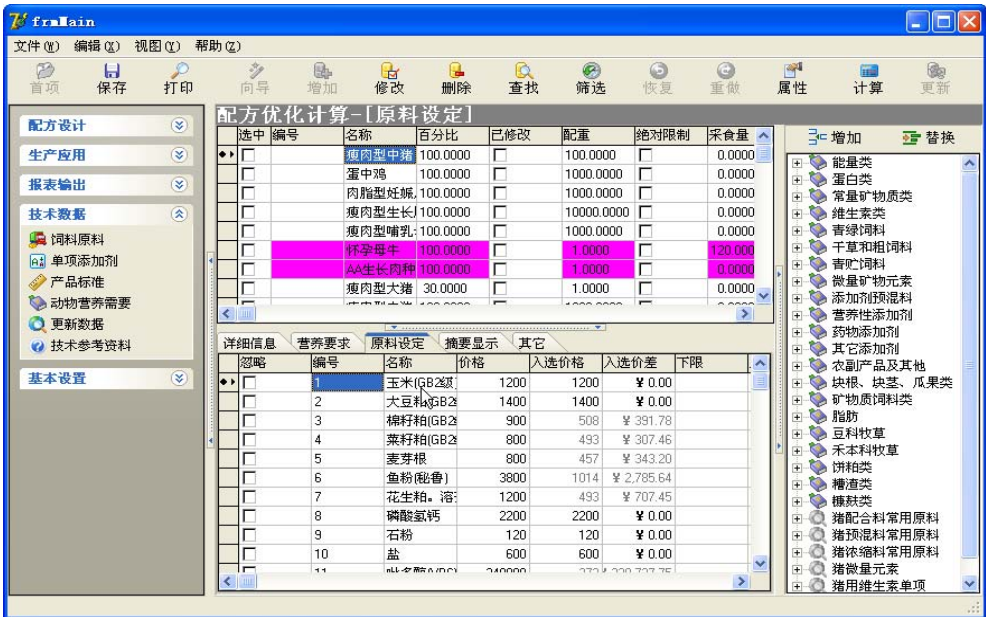 frmMain
文件(W) 编辑(X) 视图(Y) 帮助(Z)
首项 保存 打印 向导 增加 修改 删除 查找 筛选 恢复 重做 属性 计算 更新
配方设计
生产应用
报表输出
技术数据
饲料原料
单项添加剂
产品标准
动物营养需要
更新数据
技术参考资料
基本设置
配方优化计算-[原料设定]
选中 编号 名称 百分比 已修改 配重 绝对限制 采食量
瘦肉型中猪 100.0000 100.0000 0.0000
蛋中鸡 100.0000 1000.0000 0.0000
肉脂型妊娠 100.0000 1000.0000 0.0000
瘦肉型生长 100.0000 10000.0000 0.0000
瘦肉型哺乳 100.0000 1000.0000 0.0000
怀孕母牛 100.0000 1.0000 120.000
AA生长肉种 100.0000 1.0000 0.0000
瘦肉型大猪 30.0000 1.0000 0.0000
详细信息 营养要求 原料设定 摘要显示 其它
忽略 编号 名称 价格 入选价格 入选价差 下限
1 玉米(GB2级) 1200 1200 ¥ 0.00
2 大豆粕(GB2 1400 1400 ¥ 0.00
3 棉籽粕(GB2 900 508 ¥ 391.78
4 菜籽粕(GB2 800 493 ¥ 307.46
5 麦芽根 800 457 ¥ 343.20
6 鱼粉(秘鲁) 3800 1014 ¥ 2,785.64
7 花生粕。溶 1200 493 ¥ 707.45
8 磷酸氢钙 2200 2200 ¥ 0.00
9 石粉 120 120 ¥ 0.00
10 盐 600 600 ¥ 0.00
增加 替换
能量类
蛋白类
常量矿物质类
维生素类
青绿饲料
干草和粗饲料
青贮饲料
微量矿物元素
添加剂预混料
营养性添加剂
药物添加剂
其它添加剂
农副产品及其他
块根、块茎、瓜果类
矿物质饲料类
脂肪
豆科牧草
禾本科牧草
饼粕类
糟渣类
糠麸类
猪配合料常用原料
猪预混料常用原料
猪浓缩料常用原料
猪微量元素
猪用维生素单项